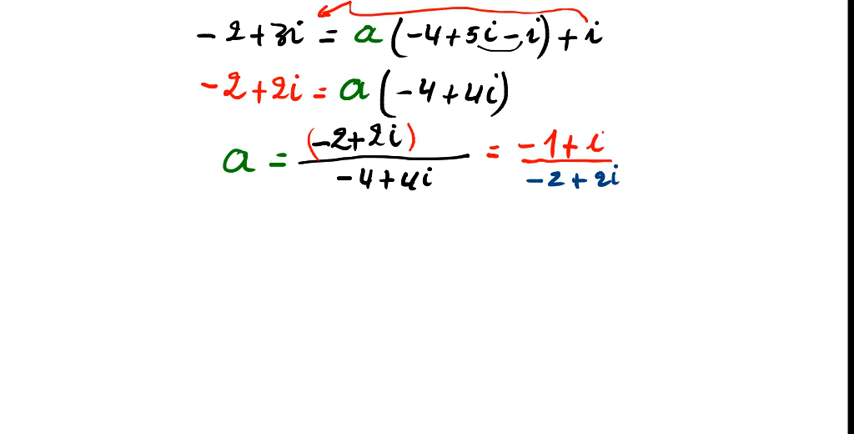 -2+3i = a(-4+5i-i)+i
-2+2i = a(-4+4i)
a = (-2+2i)/(-4+4i) = (-1+i)/(-2+2i)